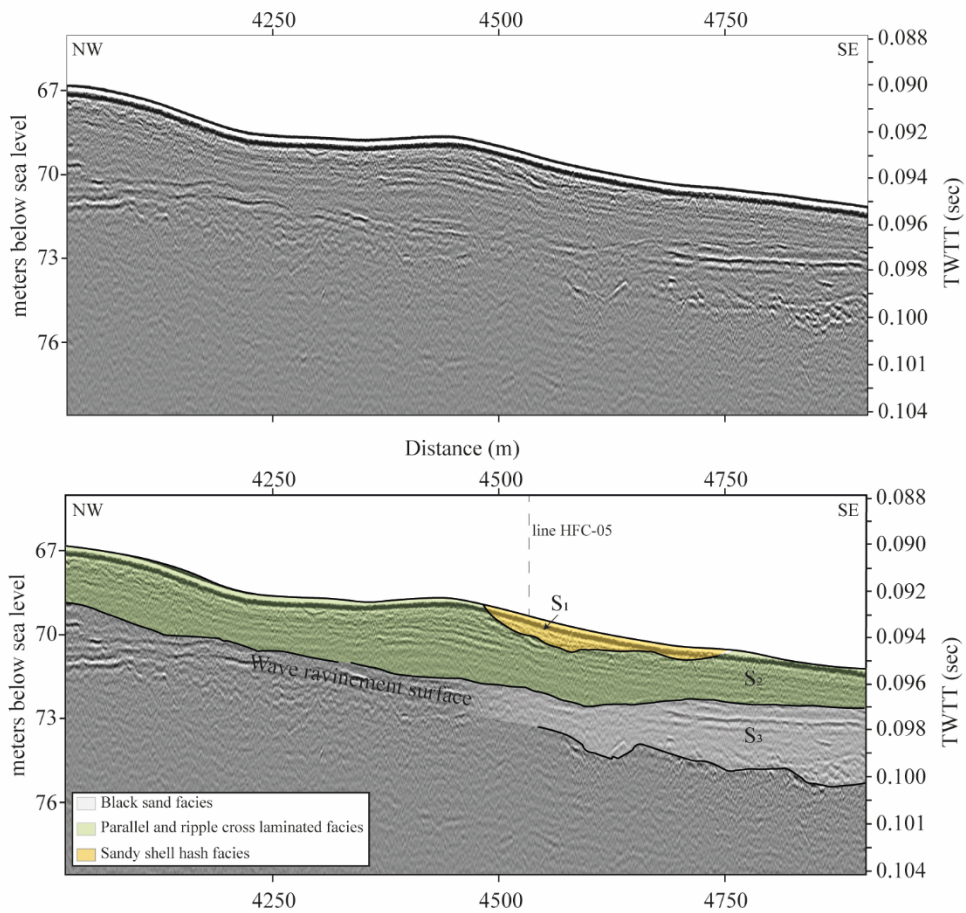 4250 4500 4750
NW SE
67
70
73
76
meters below sea level
0.088
0.090
0.092
0.094
0.096
0.098
0.100
0.101
0.104
TWTT (sec)
4250 4500 4750
Distance (m)
4250 4500 4750
NW SE
line HFC-05
67
70
73
76
meters below sea level
S1
S2
S3
Wave ravinement surface
0.088
0.090
0.092
0.094
0.096
0.098
0.100
0.101
0.104
TWTT (sec)
Black sand facies
Parallel and ripple cross laminated facies
Sandy shell hash facies
4250 4500 4750